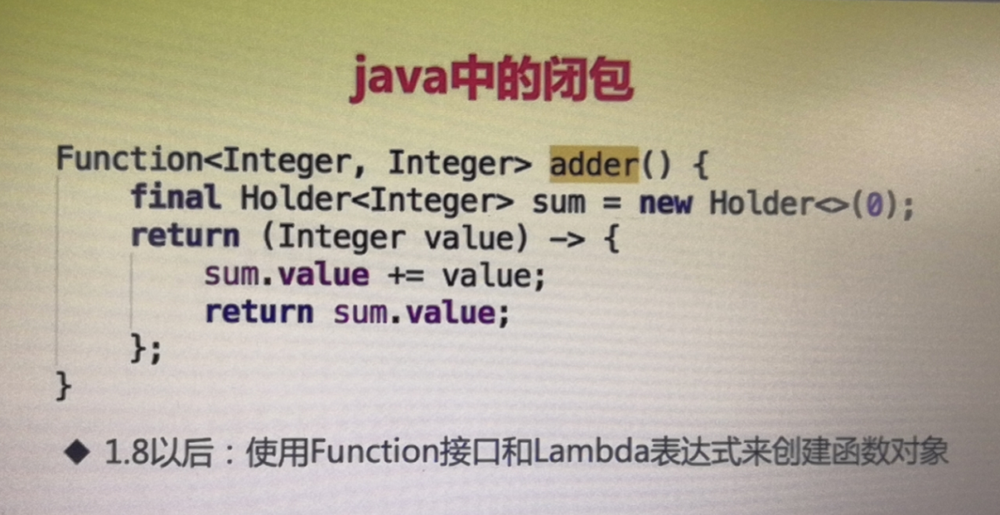 java中的闭包
Function<Integer, Integer> adder() {
    final Holder<Integer> sum = new Holder<>(0);
    return (Integer value) -> {
        sum.value += value;
        return sum.value;
    };
}
◆ 1.8以后：使用Function接口和Lambda表达式来创建函数对象